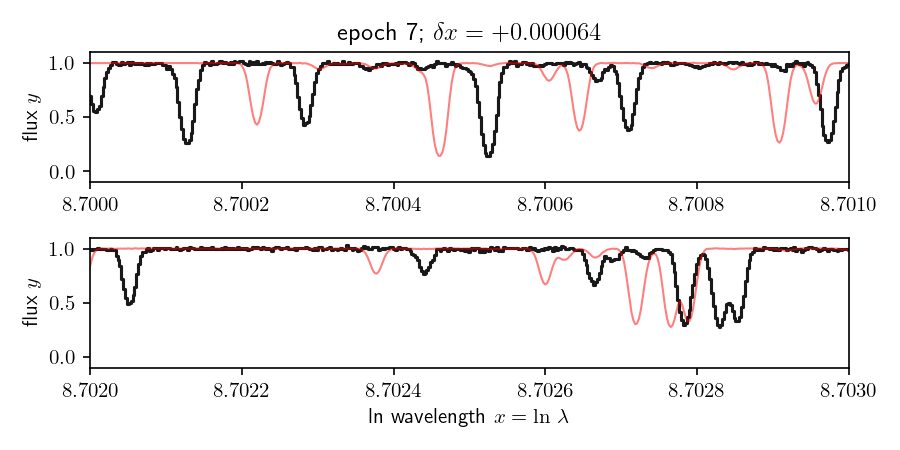 epoch 7; δx = +0.000064
flux y
1.0
0.5
0.0
8.7000 8.7002 8.7004 8.7006 8.7008 8.7010
flux y
1.0
0.5
0.0
8.7020 8.7022 8.7024 8.7026 8.7028 8.7030
ln wavelength x = ln λ